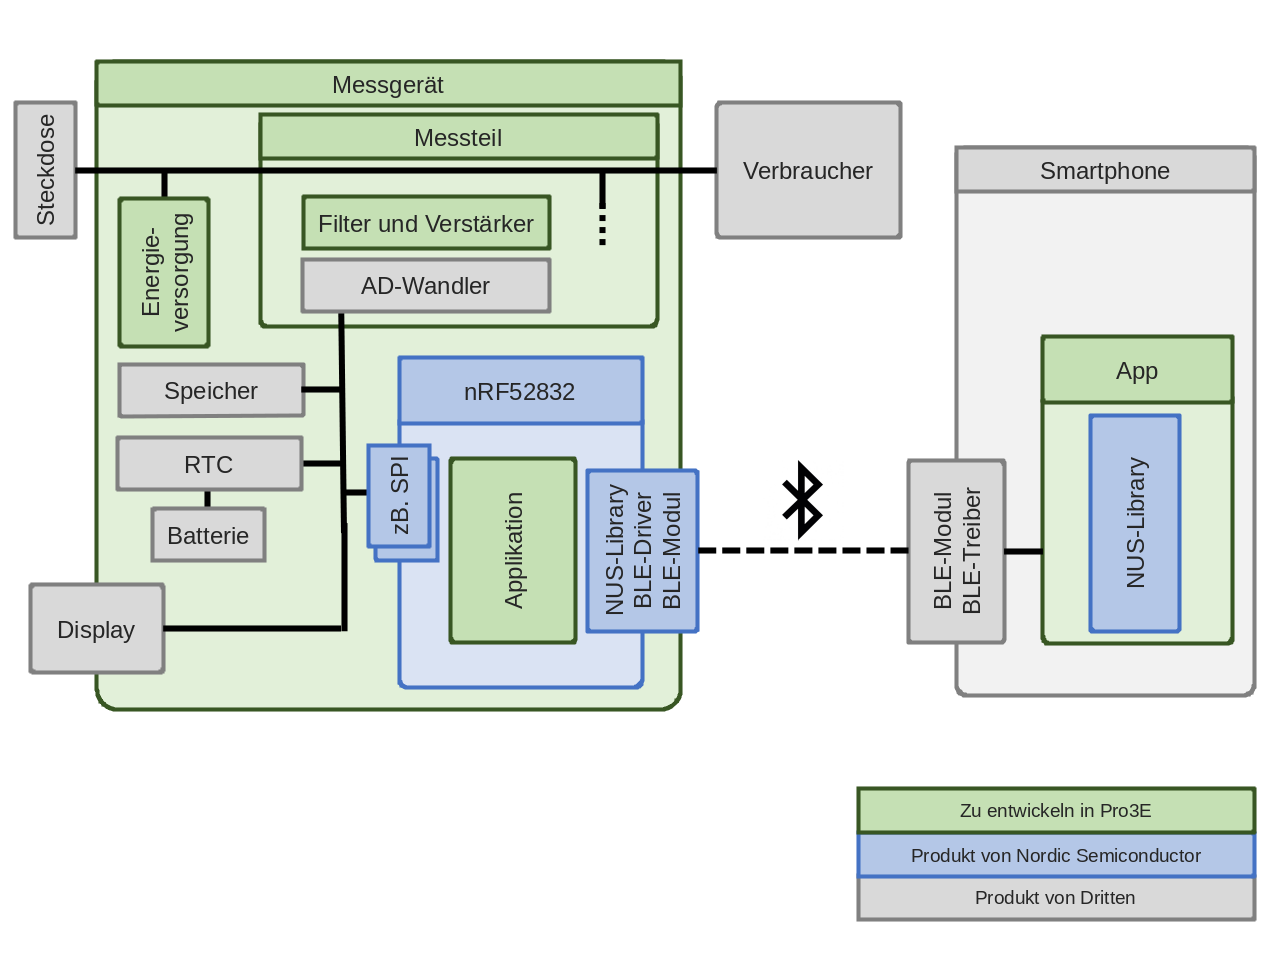 Messgerät
Steckdose
Messteil
Verbraucher
Smartphone
Energie-
versorgung
Filter und Verstärker
AD-Wandler
Speicher
nRF52832
RTC
Batterie
zB. SPI
Applikation
NUS-Library
BLE-Driver
BLE-Modul
Display
BLE-Modul
BLE-Treiber
App
NUS-Library
Zu entwickeln in Pro3E
Produkt von Nordic Semiconductor
Produkt von Dritten